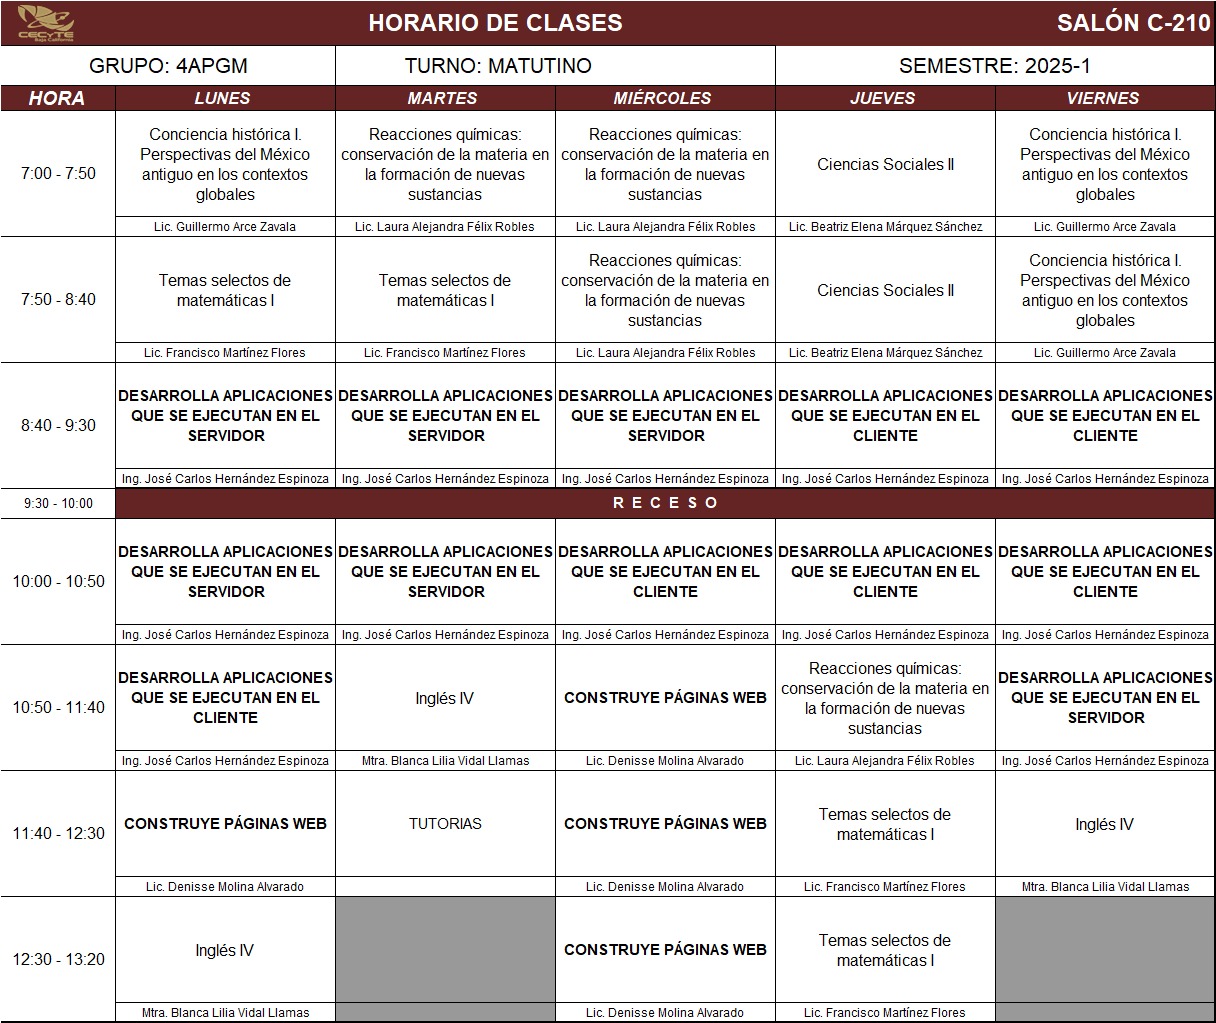 CECyTE
Baja California
HORARIO DE CLASES
SALÓN C-210
GRUPO: 4APGM
TURNO: MATUTINO
SEMESTRE: 2025-1
HORA
LUNES
MARTES
MIÉRCOLES
JUEVES
VIERNES
7:00 - 7:50
Conciencia histórica I.
Perspectivas del México
antiguo en los contextos
globales
Lic. Guillermo Arce Zavala
Reacciones químicas:
conservación de la materia en
la formación de nuevas
sustancias
Lic. Laura Alejandra Félix Robles
Reacciones químicas:
conservación de la materia en
la formación de nuevas
sustancias
Lic. Laura Alejandra Félix Robles
Ciencias Sociales II
Lic. Beatriz Elena Márquez Sánchez
Conciencia histórica I.
Perspectivas del México
antiguo en los contextos
globales
Lic. Guillermo Arce Zavala
7:50 - 8:40
Temas selectos de
matemáticas I
Lic. Francisco Martínez Flores
Temas selectos de
matemáticas I
Lic. Francisco Martínez Flores
Reacciones químicas:
conservación de la materia en
la formación de nuevas
sustancias
Lic. Laura Alejandra Félix Robles
Ciencias Sociales II
Lic. Beatriz Elena Márquez Sánchez
Conciencia histórica I.
Perspectivas del México
antiguo en los contextos
globales
Lic. Guillermo Arce Zavala
8:40 - 9:30
DESARROLLA APLICACIONES
QUE SE EJECUTAN EN EL
SERVIDOR
Ing. José Carlos Hernández Espinoza
DESARROLLA APLICACIONES
QUE SE EJECUTAN EN EL
SERVIDOR
Ing. José Carlos Hernández Espinoza
DESARROLLA APLICACIONES
QUE SE EJECUTAN EN EL
SERVIDOR
Ing. José Carlos Hernández Espinoza
DESARROLLA APLICACIONES
QUE SE EJECUTAN EN EL
CLIENTE
Ing. José Carlos Hernández Espinoza
DESARROLLA APLICACIONES
QUE SE EJECUTAN EN EL
CLIENTE
Ing. José Carlos Hernández Espinoza
9:30 - 10:00
R E C E S O
10:00 - 10:50
DESARROLLA APLICACIONES
QUE SE EJECUTAN EN EL
SERVIDOR
Ing. José Carlos Hernández Espinoza
DESARROLLA APLICACIONES
QUE SE EJECUTAN EN EL
SERVIDOR
Ing. José Carlos Hernández Espinoza
DESARROLLA APLICACIONES
QUE SE EJECUTAN EN EL
CLIENTE
Ing. José Carlos Hernández Espinoza
DESARROLLA APLICACIONES
QUE SE EJECUTAN EN EL
CLIENTE
Ing. José Carlos Hernández Espinoza
DESARROLLA APLICACIONES
QUE SE EJECUTAN EN EL
CLIENTE
Ing. José Carlos Hernández Espinoza
10:50 - 11:40
DESARROLLA APLICACIONES
QUE SE EJECUTAN EN EL
CLIENTE
Ing. José Carlos Hernández Espinoza
Inglés IV
Mtra. Blanca Lilia Vidal Llamas
CONSTRUYE PÁGINAS WEB
Lic. Denisse Molina Alvarado
Reacciones químicas:
conservación de la materia en
la formación de nuevas
sustancias
Lic. Laura Alejandra Félix Robles
DESARROLLA APLICACIONES
QUE SE EJECUTAN EN EL
SERVIDOR
Ing. José Carlos Hernández Espinoza
11:40 - 12:30
CONSTRUYE PÁGINAS WEB
Lic. Denisse Molina Alvarado
TUTORIAS
CONSTRUYE PÁGINAS WEB
Lic. Denisse Molina Alvarado
Temas selectos de
matemáticas I
Lic. Francisco Martínez Flores
Inglés IV
Mtra. Blanca Lilia Vidal Llamas
12:30 - 13:20
Inglés IV
Mtra. Blanca Lilia Vidal Llamas
CONSTRUYE PÁGINAS WEB
Lic. Denisse Molina Alvarado
Temas selectos de
matemáticas I
Lic. Francisco Martínez Flores